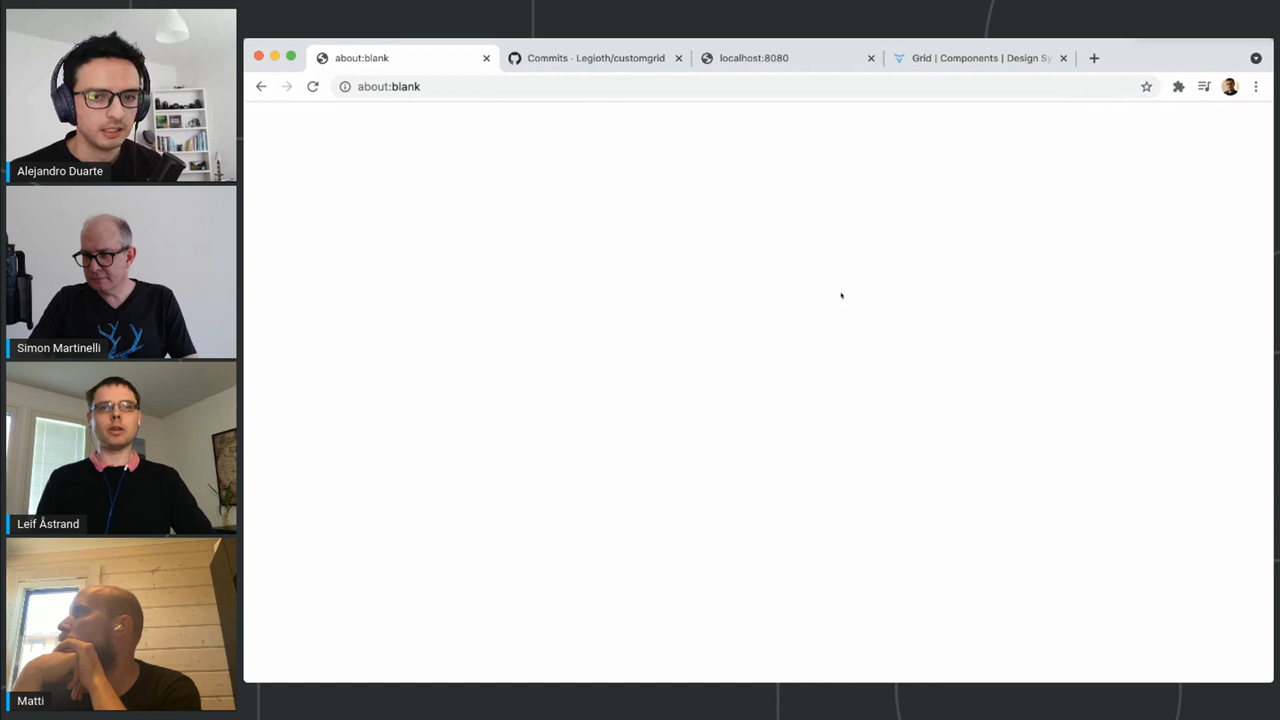 Alejandro Duarte
Simon Martinelli
Leif Åstrand
Matti
about:blank
Commits · Legioth/customgrid
localhost:8080
Grid | Components | Design Sy
about:blank